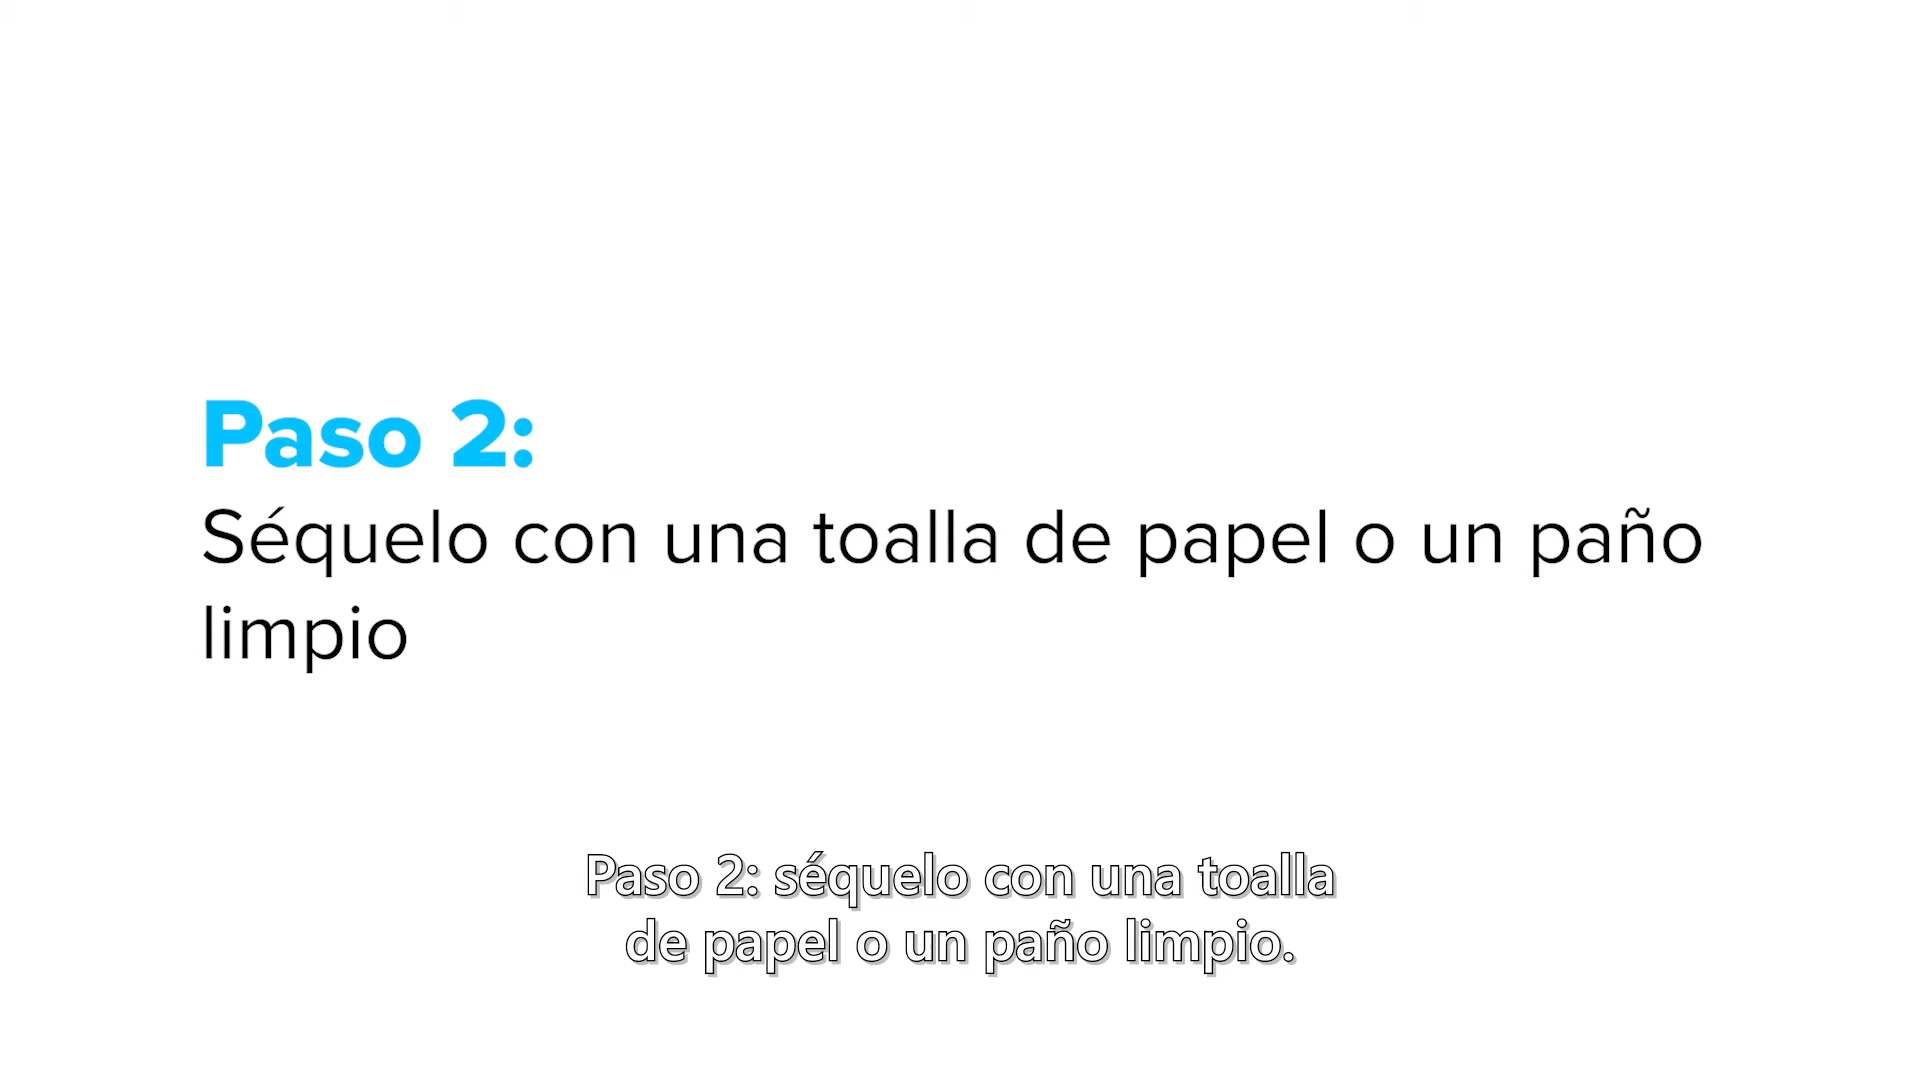 Paso 2:
Séquelo con una toalla de papel o un paño
limpio
Paso 2: séquelo con una toalla
de papel o un paño limpio.